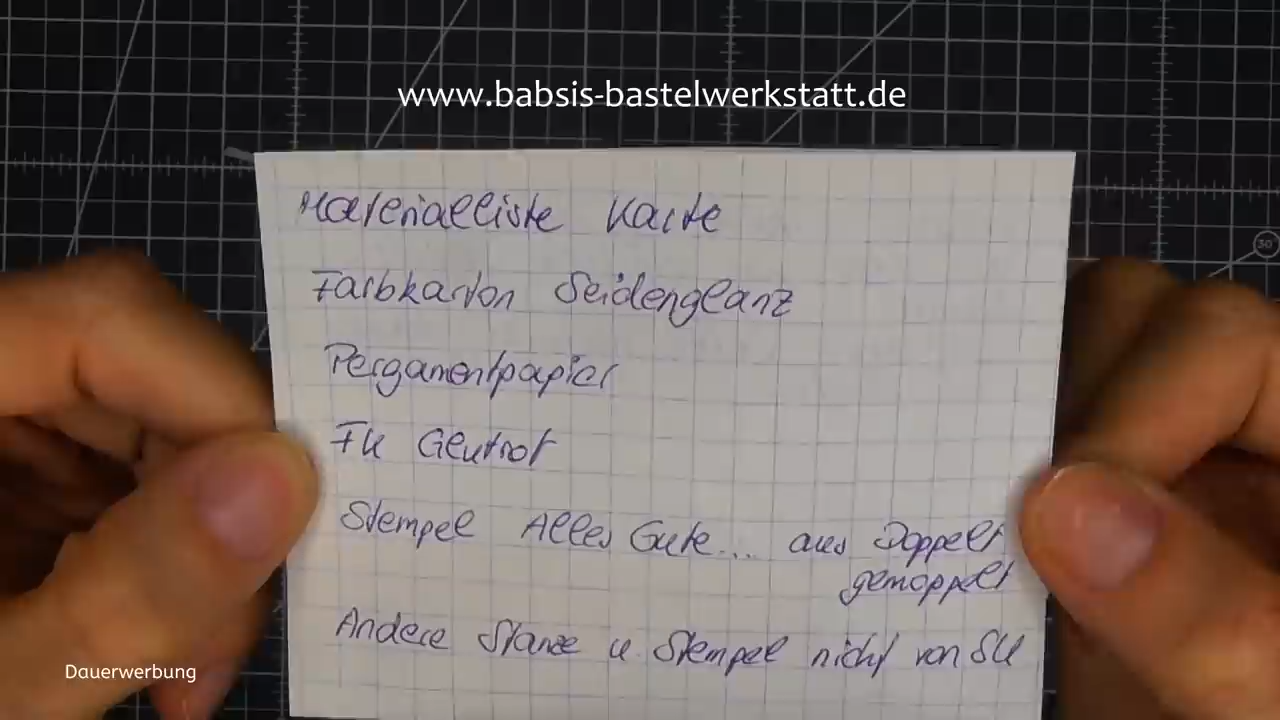 www.babsis-bastelwerkstatt.de
Materialliste Karte
Farbkarton Seidenglanz
Pergamentpapier
FK Glutrot
Stempel Alles Gute... aus Doppelt
gemoppelt
Andere Stanze u. Stempel nicht von SU
Dauerwerbung
30°